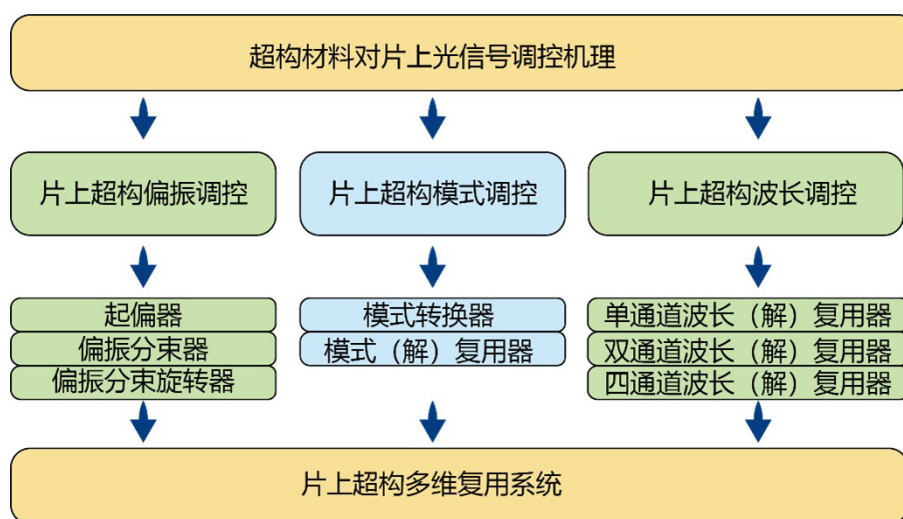 超构材料对片上光信号调控机理
片上超构偏振调控
片上超构模式调控
片上超构波长调控
起偏器
偏振分束器
偏振分束旋转器
模式转换器
模式（解）复用器
单通道波长（解）复用器
双通道波长（解）复用器
四通道波长（解）复用器
片上超构多维复用系统